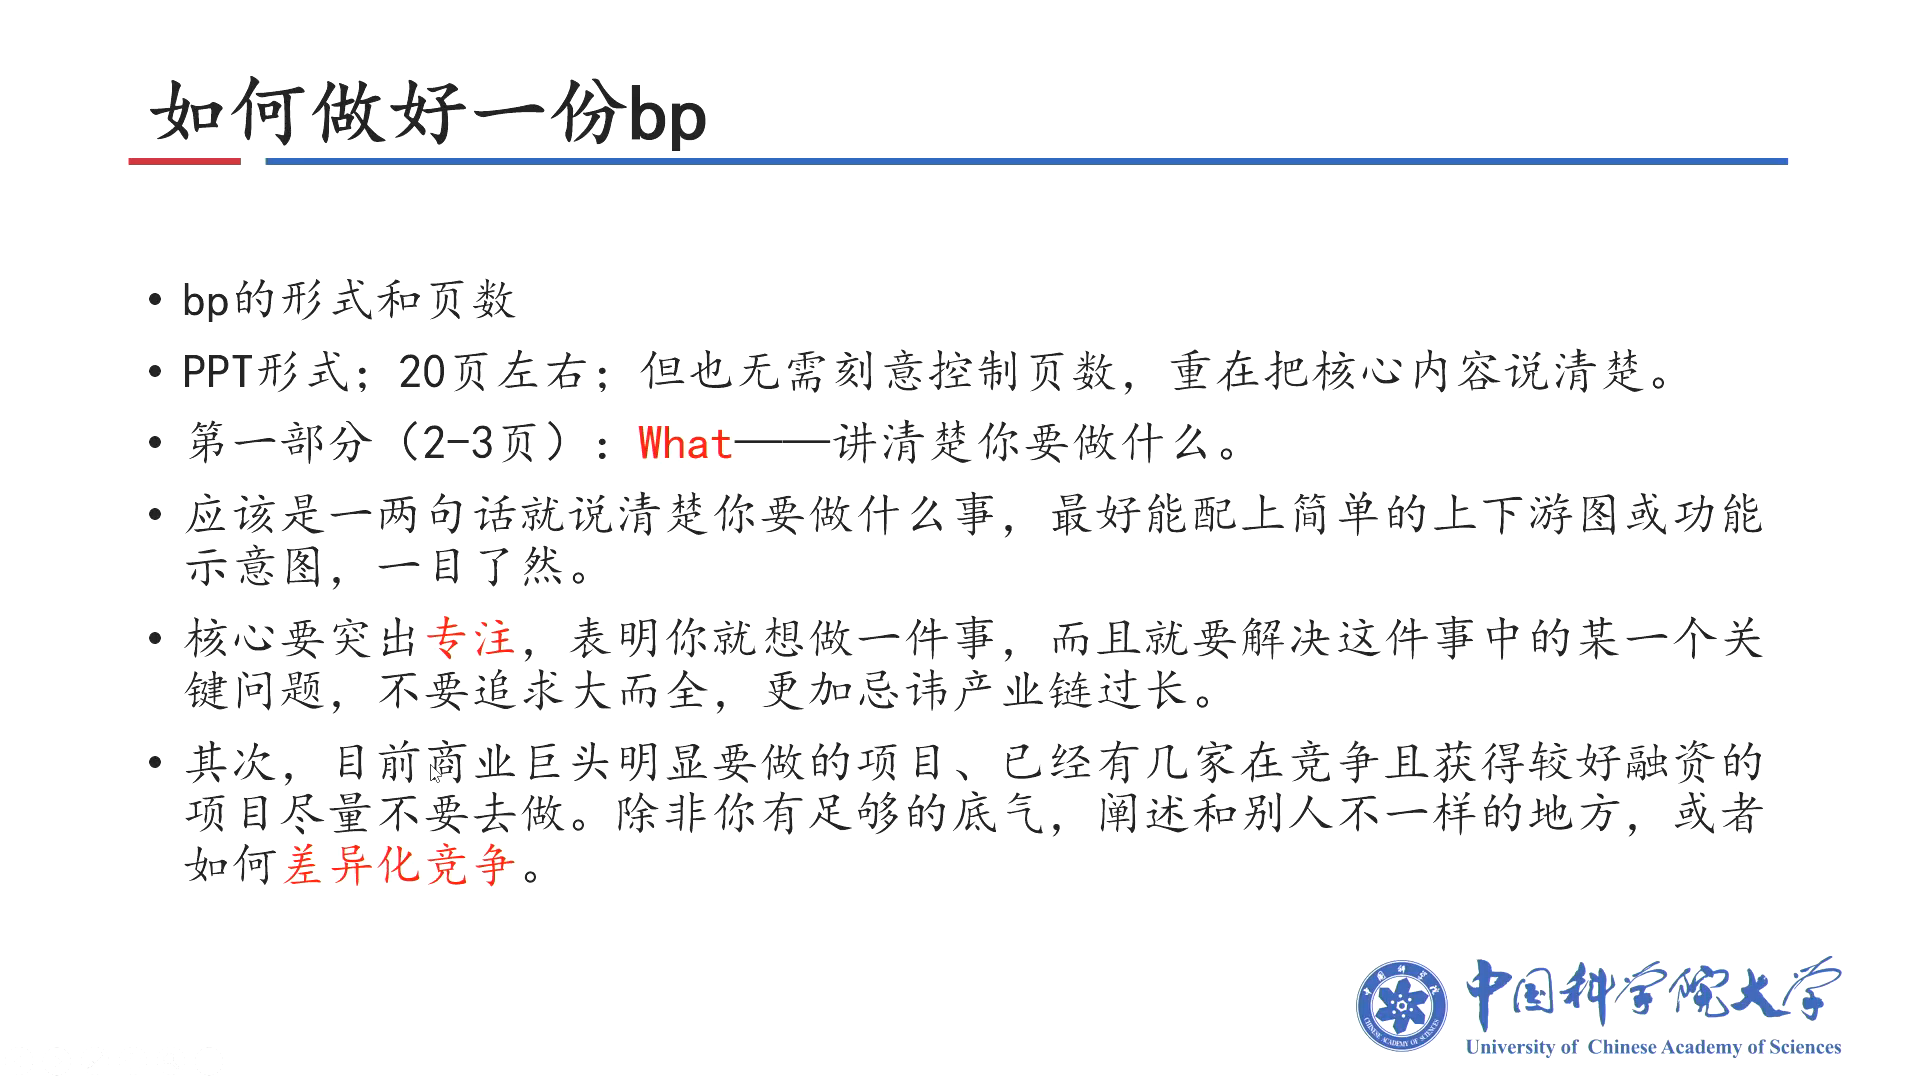 如何做好一份bp
• bp的形式和页数
• PPT形式；20页左右；但也无需刻意控制页数，重在把核心内容说清楚。
• 第一部分（2-3页）：What——讲清楚你要做什么。
• 应该是一两句话就说清楚你要做什么事，最好能配上简单的上下游图或功能
示意图，一目了然。
• 核心要突出专注，表明你就想做一件事，而且就要解决这件事中的某一个关
键问题，不要追求大而全，更加忌讳产业链过长。
• 其次，目前商业巨头明显要做的项目、已经有几家在竞争且获得较好融资的
项目尽量不要去做。除非你有足够的底气，阐述和别人不一样的地方，或者
如何差异化竞争。
中国科学院
CHINESE ACADEMY OF SCIENCES
中国科学院大学
University of Chinese Academy of Sciences